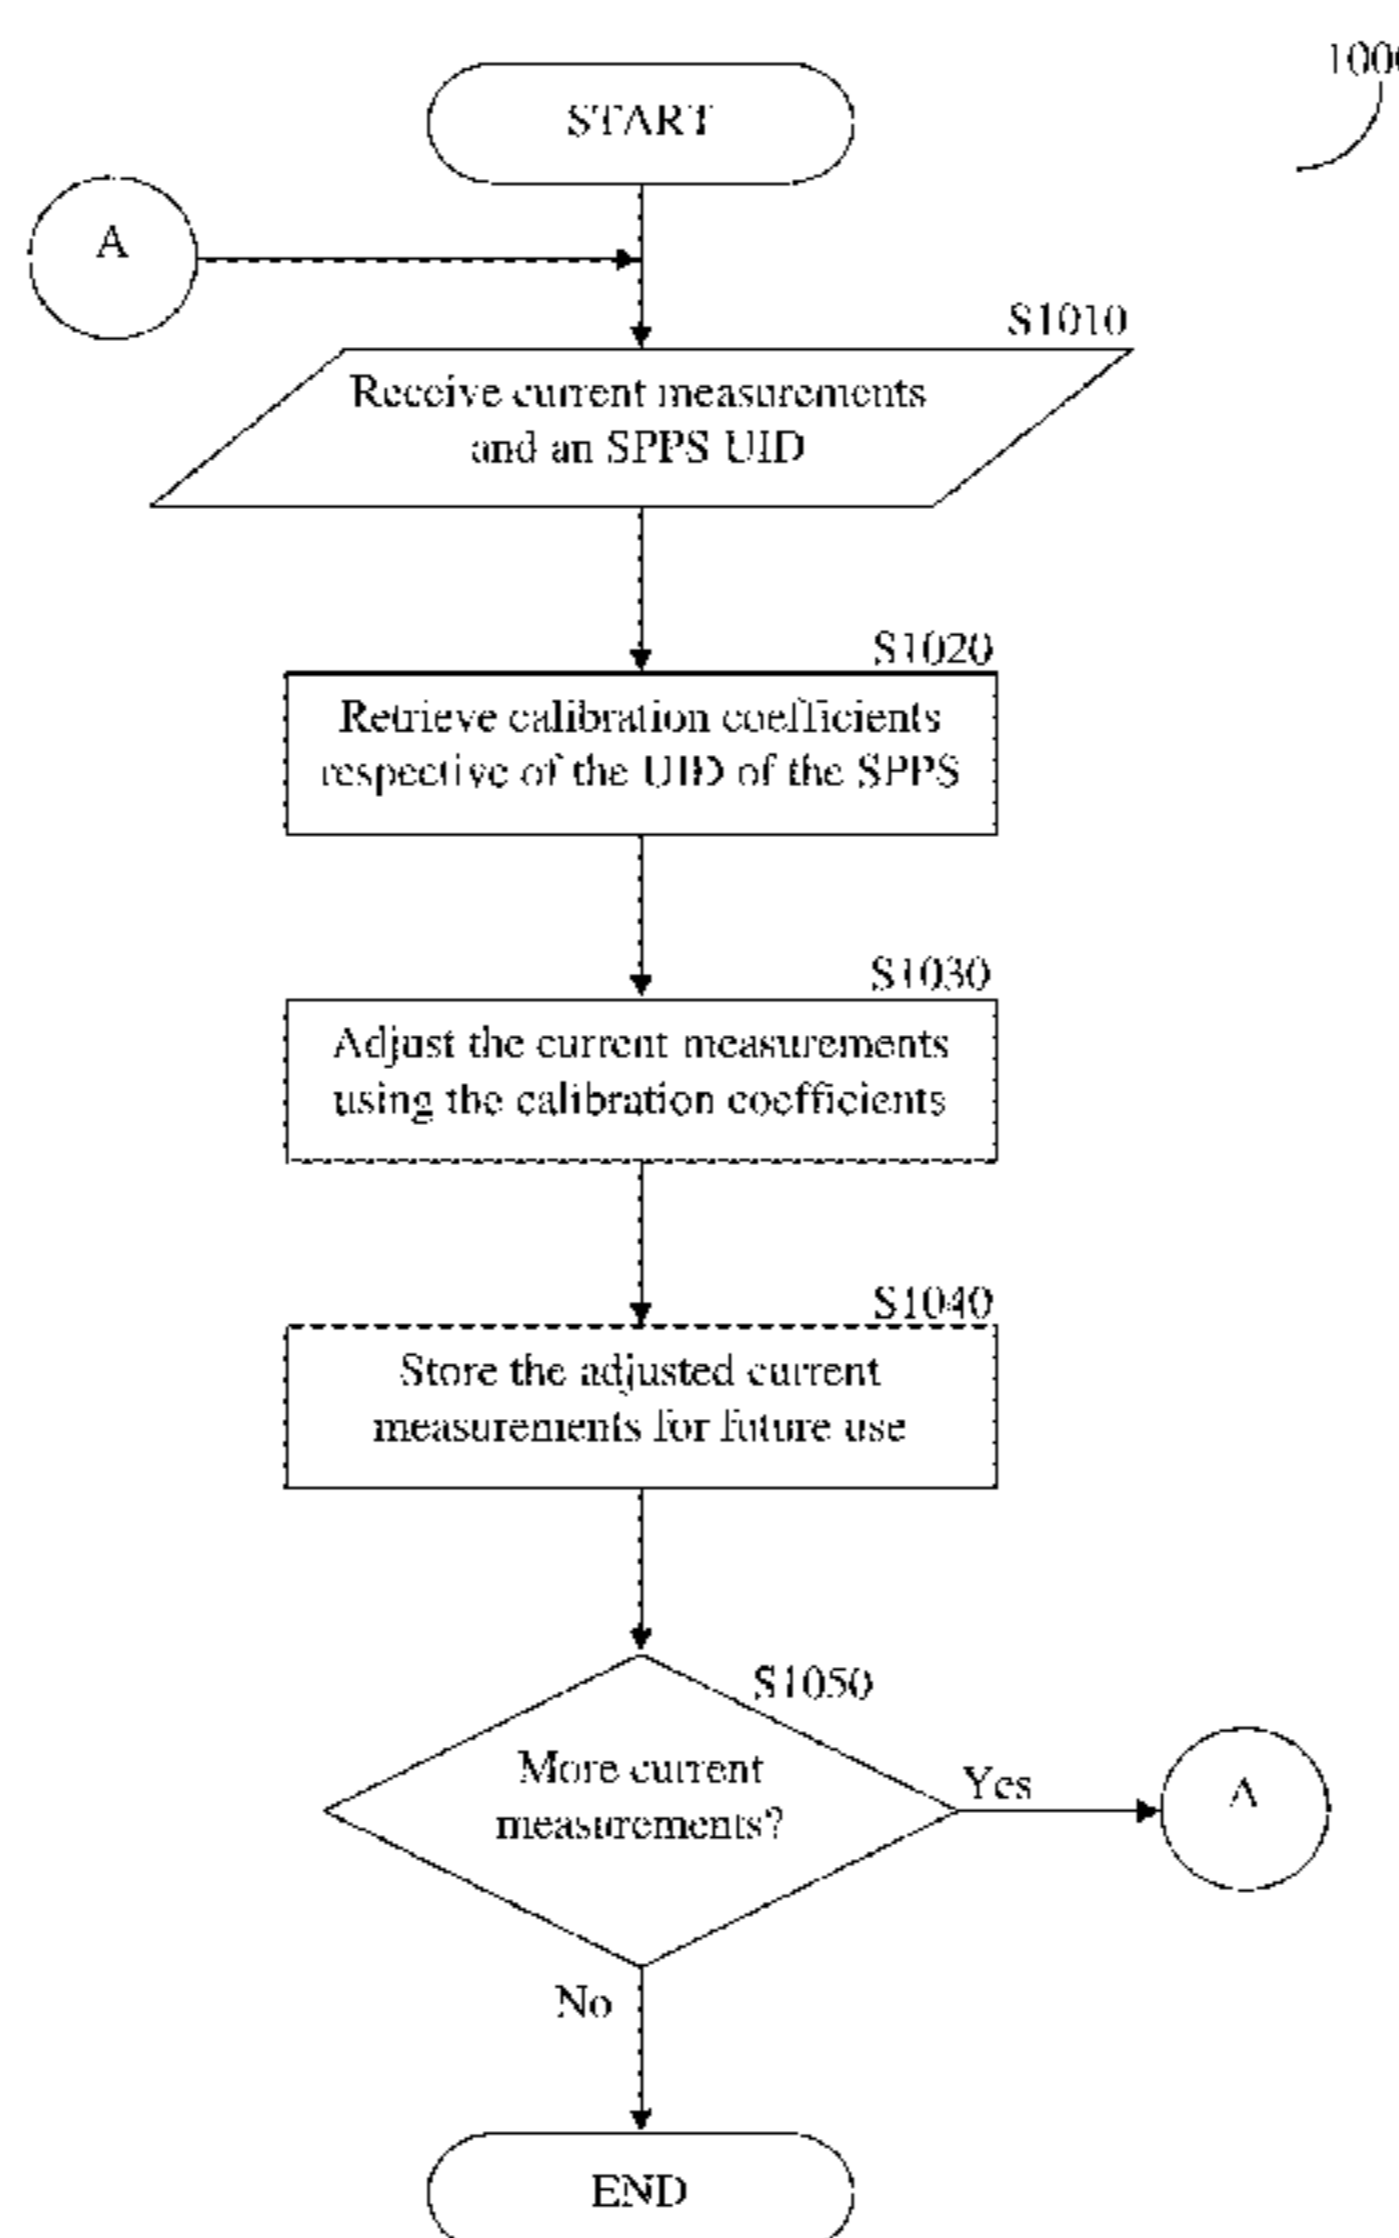 START
A
S1010
Receive current measurements
and an SPPS UID
S1020
Retrieve calibration coefficients
respective of the UID of the SPPS
S1030
Adjust the current measurements
using the calibration coefficients
S1040
Store the adjusted current
measurements for future use
S1050
More current
measurements?
Yes
A
No
END